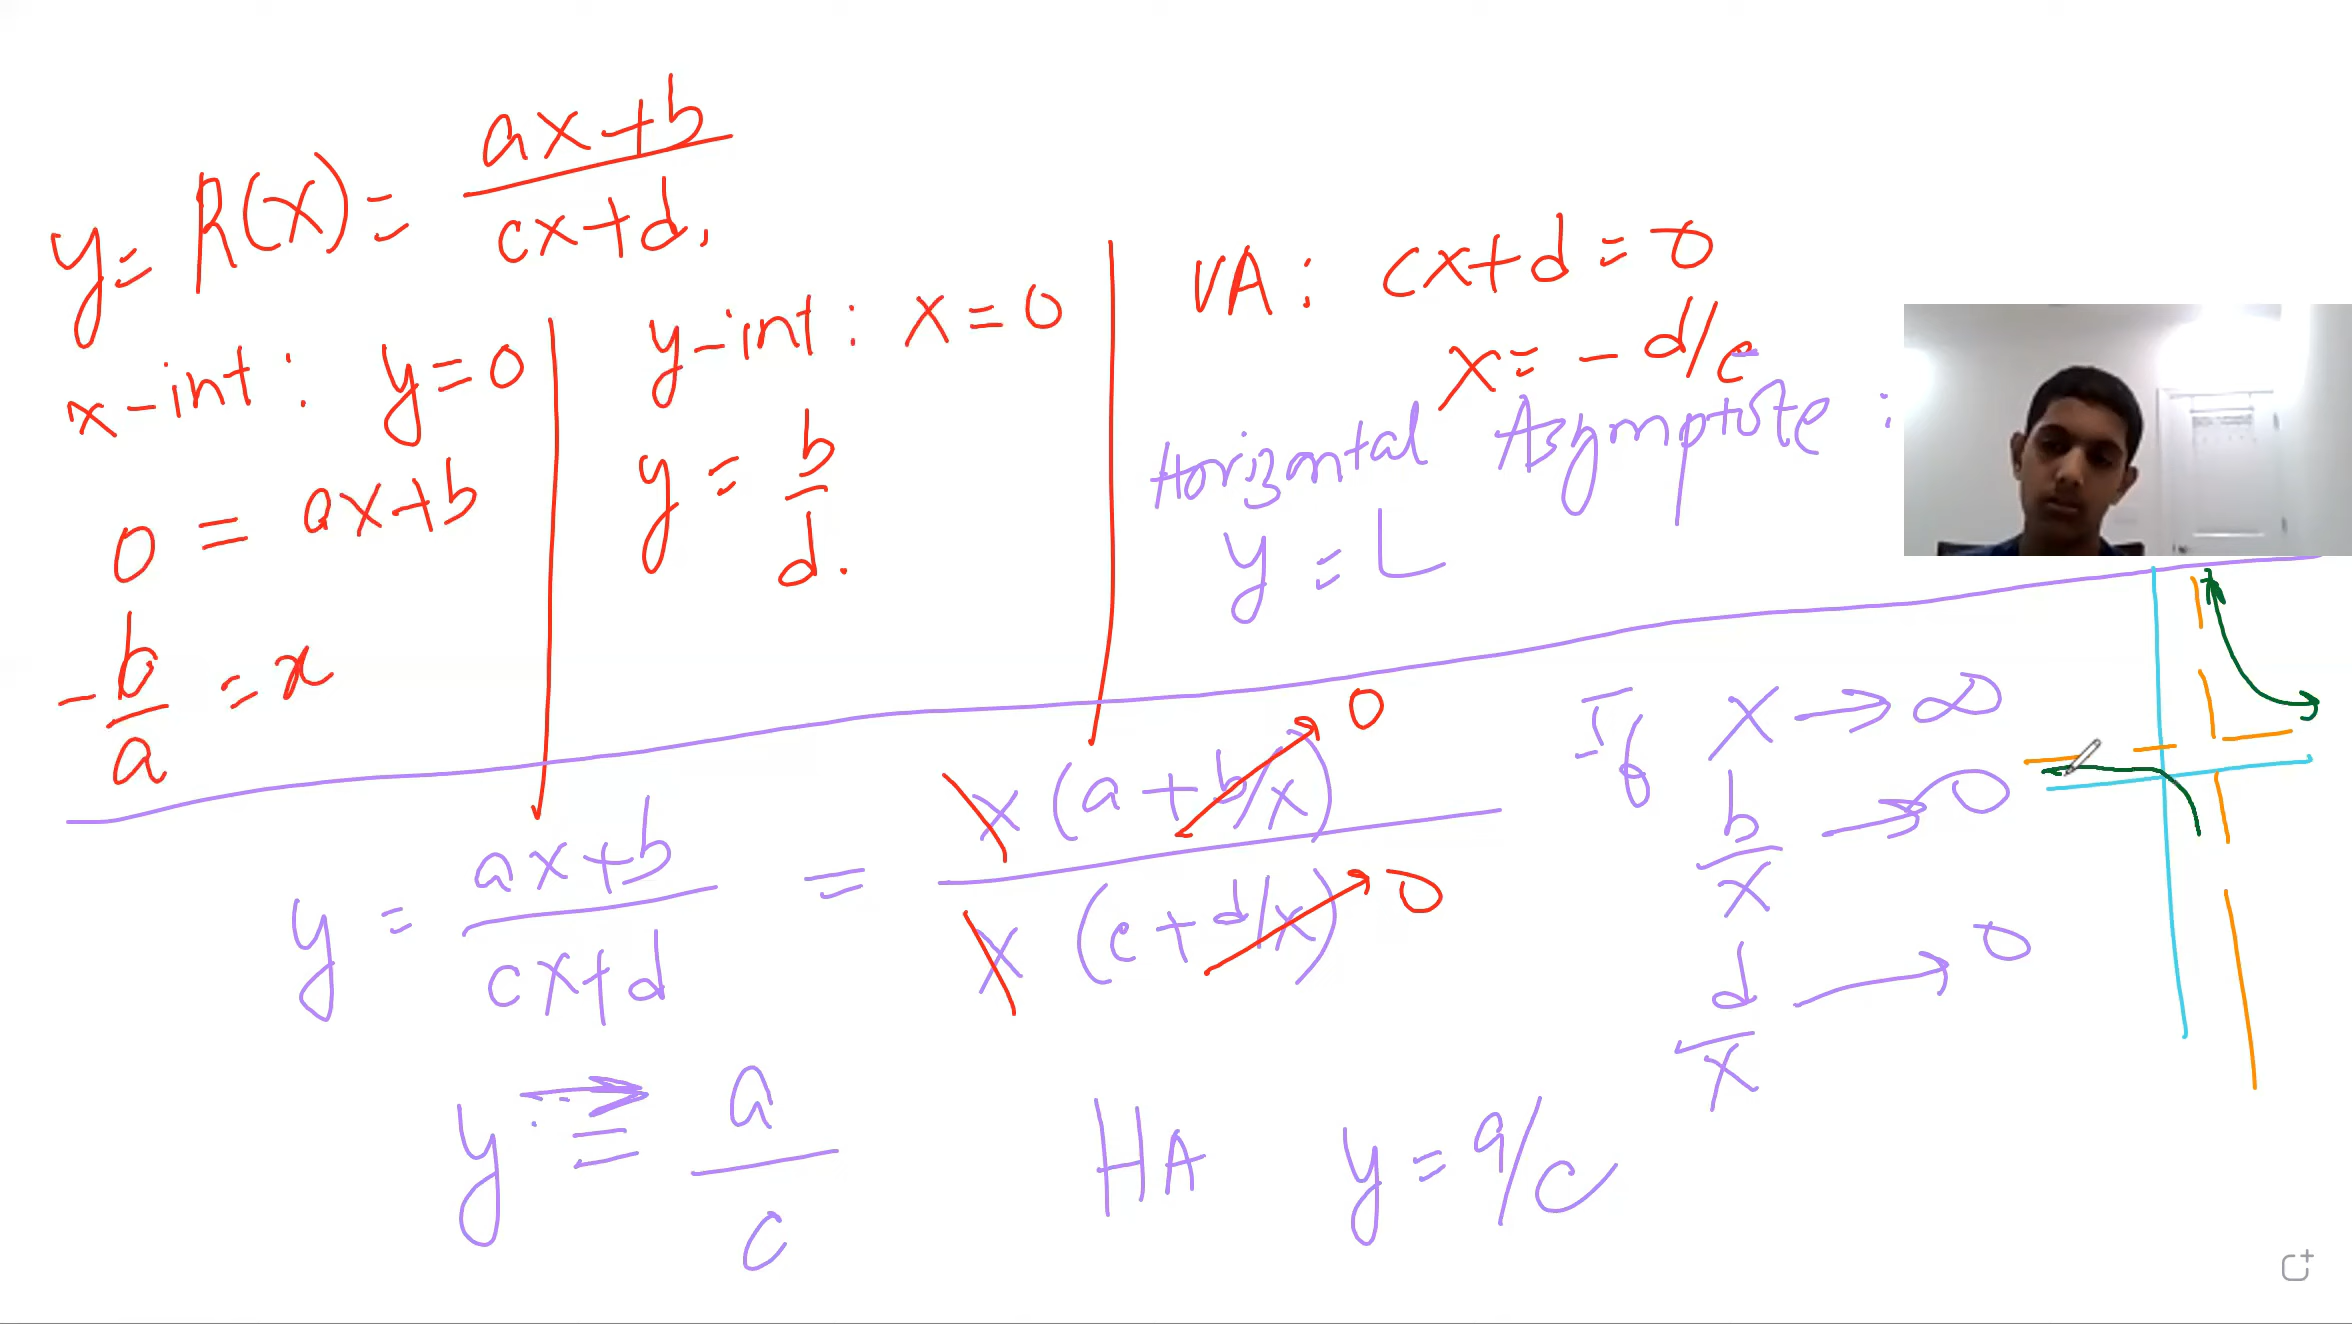 y = R(x) = (ax+b)/(cx+d).
x-int : y=0
0 = ax+b
-b/a = x
y-int : x=0
y = b/d.
VA : cx+d = 0
x = -d/c
Horizontal Asymptote :
y = L
y = (ax+b)/(cx+d) = x(a+b/x)/x(c+d/x)
0
0
y → = a/c
HA y = a/c
If x → ∞
b/x → 0
d/x → 0